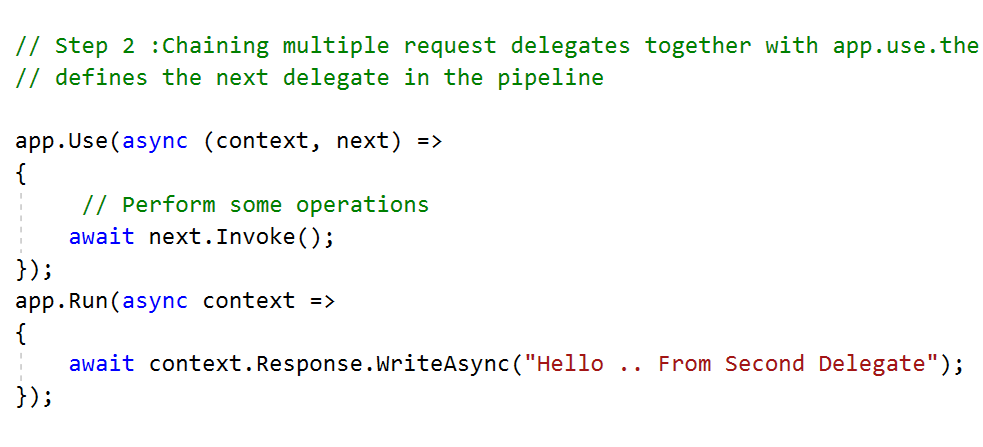 // Step 2 :Chaining multiple request delegates together with app.use.the
// defines the next delegate in the pipeline
app.Use(async (context, next) =>
{
// Perform some operations
await next.Invoke();
});
app.Run(async context =>
{
await context.Response.WriteAsync("Hello .. From Second Delegate");
});